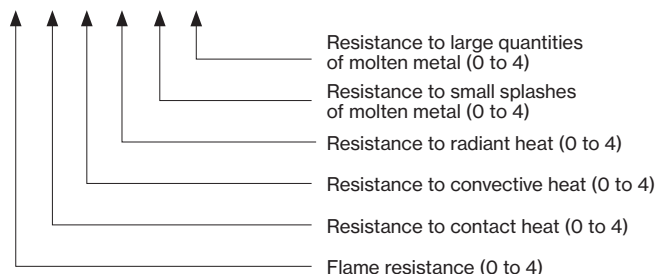 Resistance to large quantities
of molten metal (0 to 4)
Resistance to small splashes
of molten metal (0 to 4)
Resistance to radiant heat (0 to 4)
Resistance to convective heat (0 to 4)
Resistance to contact heat (0 to 4)
Flame resistance (0 to 4)